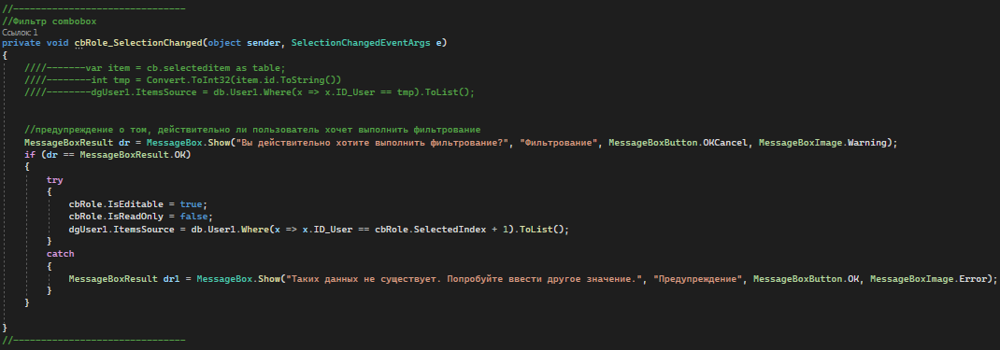 //-------------------------------
//Фильтр combobox
Ссылок: 1
private void cbRole_SelectionChanged(object sender, SelectionChangedEventArgs e)
{
////-------var item = cb.selecteditem as table;
////--------int tmp = Convert.ToInt32(item.id.ToString())
////--------dgUser1.ItemsSource = db.User1.Where(x => x.ID_User == tmp).ToList();
//предупреждение о том, действительно ли пользователь хочет выполнить фильтрование
MessageBoxResult dr = MessageBox.Show("Вы действительно хотите выполнить фильтрование?", "Фильтрование", MessageBoxButton.OKCancel, MessageBoxImage.Warning);
if (dr == MessageBoxResult.OK)
{
try
{
cbRole.IsEditable = true;
cbRole.IsReadOnly = false;
dgUser1.ItemsSource = db.User1.Where(x => x.ID_User == cbRole.SelectedIndex + 1).ToList();
}
catch
{
MessageBoxResult dr1 = MessageBox.Show("Таких данных не существует. Попробуйте ввести другое значение.", "Предупреждение", MessageBoxButton.OK, MessageBoxImage.Error);
}
}
}
//-------------------------------